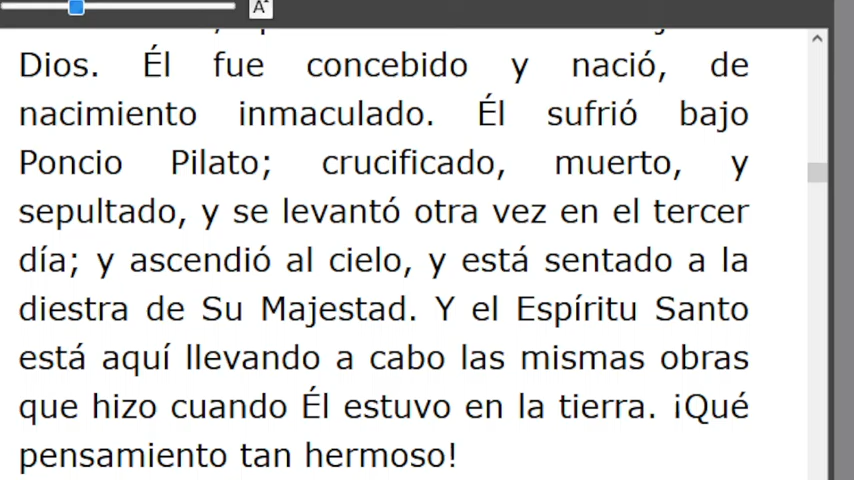 A
Dios. Él fue concebido y nació, de
nacimiento inmaculado. Él sufrió bajo
Poncio Pilato; crucificado, muerto, y
sepultado, y se levantó otra vez en el tercer
día; y ascendió al cielo, y está sentado a la
diestra de Su Majestad. Y el Espíritu Santo
está aquí llevando a cabo las mismas obras
que hizo cuando Él estuvo en la tierra. ¡Qué
pensamiento tan hermoso!